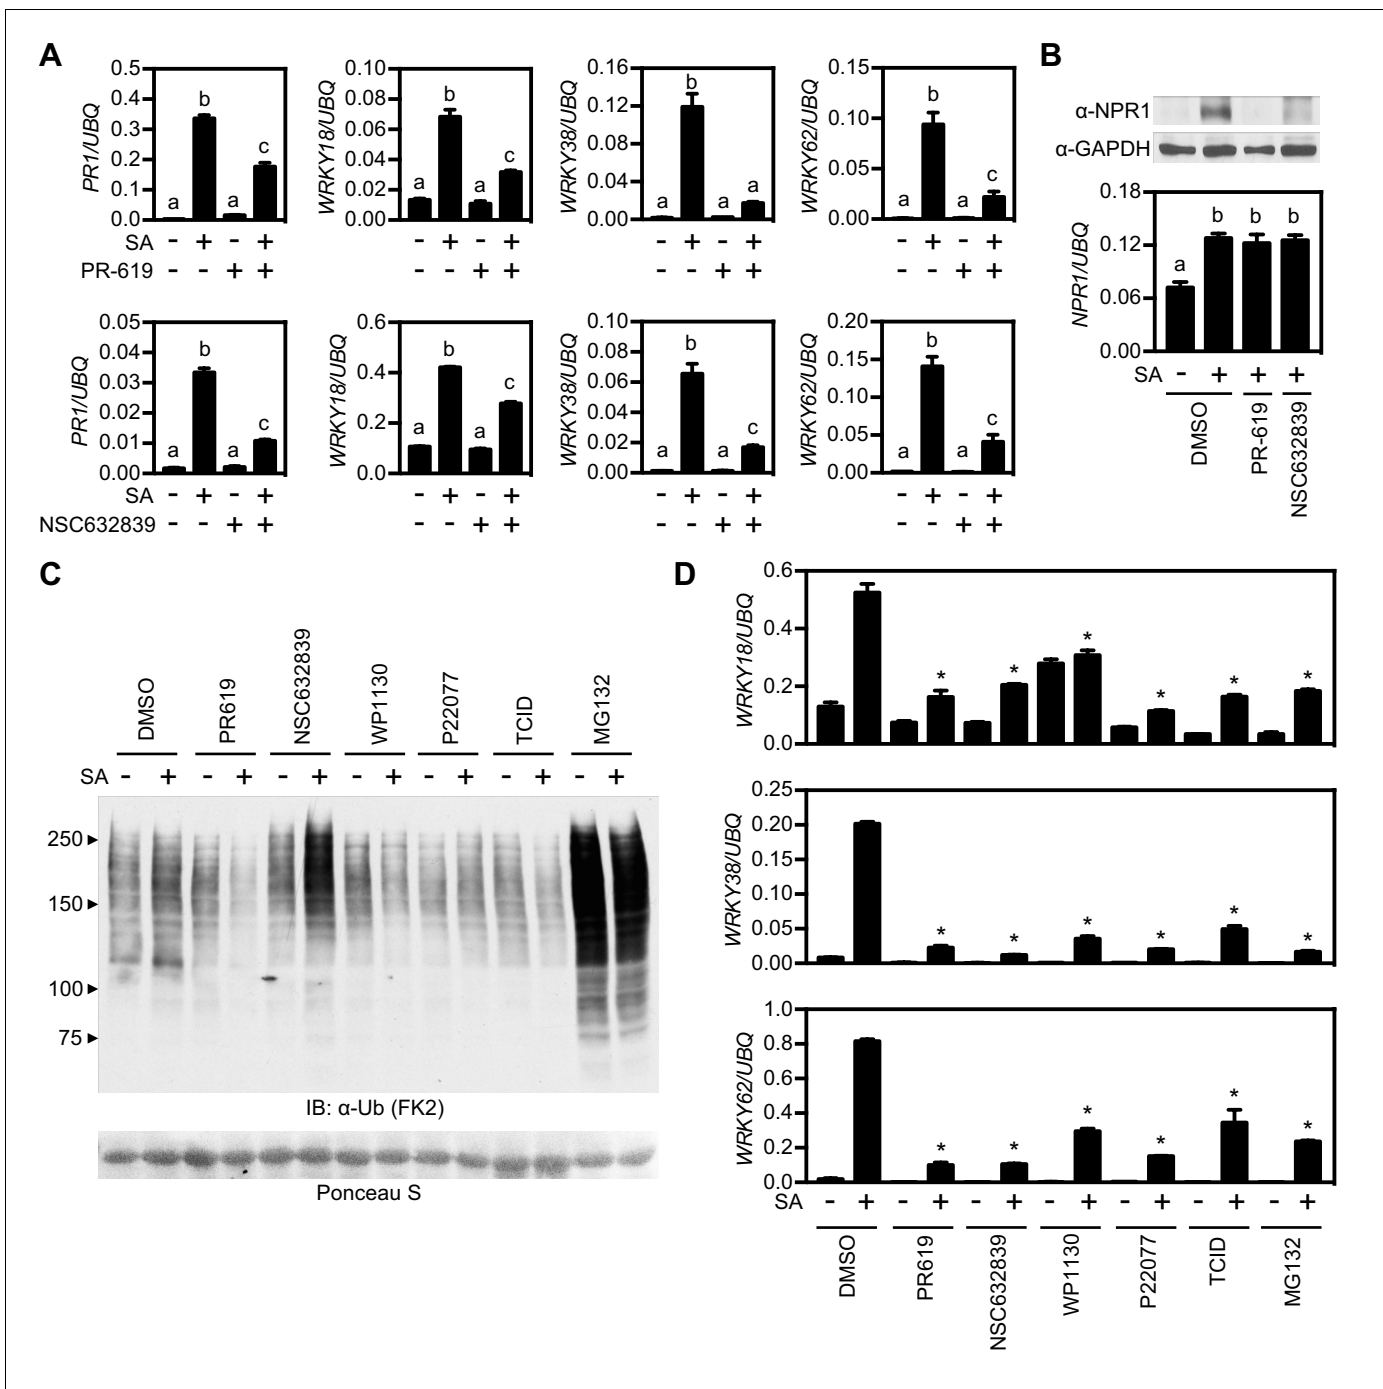 A
PR1/UBQ
0.5
0.4
0.3
0.2
0.1
0.0
a b a c
WRKY18/UBQ
0.10
0.08
0.06
0.04
0.02
0.00
a b a c
WRKY38/UBQ
0.16
0.12
0.08
0.04
0.00
a b a a
WRKY62/UBQ
0.15
0.10
0.05
0.00
a b a c
SA - + - + - + - + - + - + - + - +
PR-619 - - + + - - + + - - + + - - + +
PR1/UBQ
0.05
0.04
0.03
0.02
0.01
0.00
a b a c
WRKY18/UBQ
0.6
0.4
0.2
0.0
a b a c
WRKY38/UBQ
0.10
0.08
0.06
0.04
0.02
0.00
a b a c
WRKY62/UBQ
0.20
0.15
0.10
0.05
0.00
a b a c
SA - + - + - + - + - + - + - + - +
NSC632839 - - + + - - + + - - + + - - + +
B
α-NPR1
α-GAPDH
NPR1/UBQ
0.18
0.12
0.06
0.00
a b b b
SA - + + +
DMSO PR-619 NSC632839
C
DMSO PR619 NSC632839 WP1130 P22077 TCID MG132
SA - + - + - + - + - + - + - +
250►
150►
100►
75►
IB: α-Ub (FK2)
Ponceau S
D
WRKY18/UBQ
0.6
0.4
0.2
0.0
* * * * * *
WRKY38/UBQ
0.25
0.20
0.15
0.10
0.05
0.00
* * * * * *
WRKY62/UBQ
1.0
0.8
0.6
0.4
0.2
0.0
* * * * * *
SA - + - + - + - + - + - + - +
DMSO PR619 NSC632839 WP1130 P22077 TCID MG132